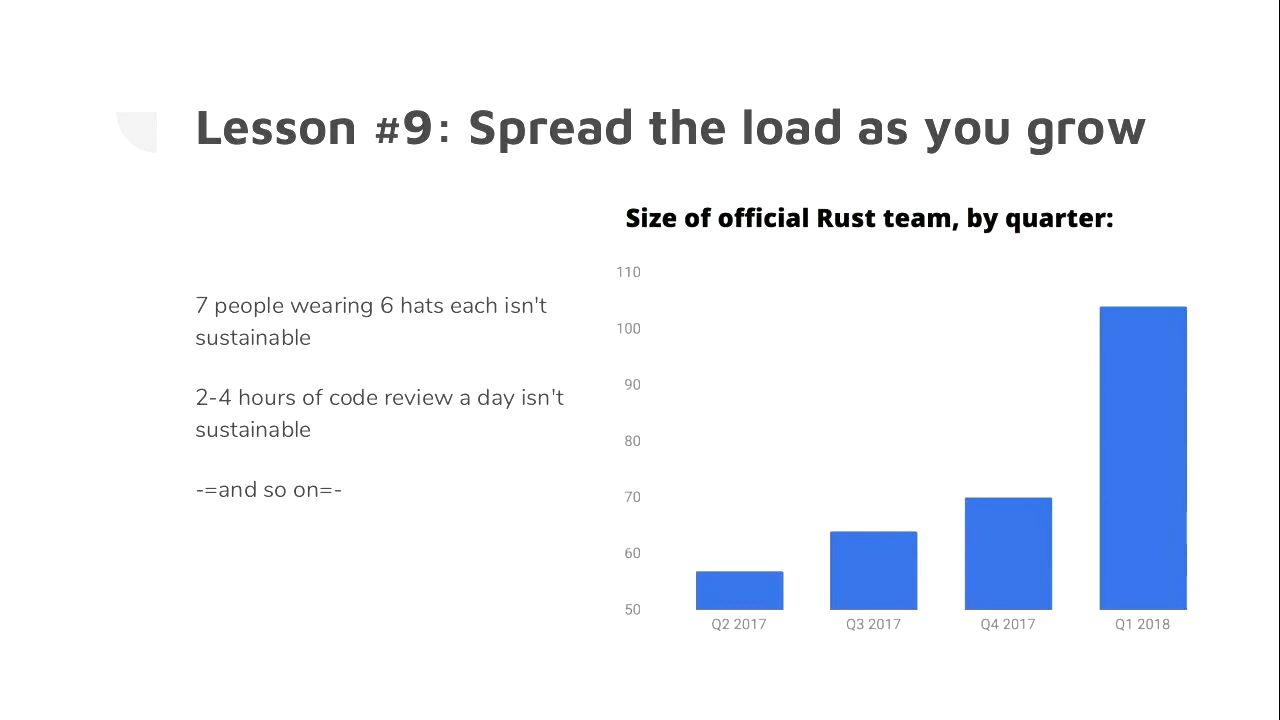 Lesson #9: Spread the load as you grow
7 people wearing 6 hats each isn't
sustainable
2-4 hours of code review a day isn't
sustainable
-=and so on=-
Size of official Rust team, by quarter:
110
100
90
80
70
60
50
Q2 2017
Q3 2017
Q4 2017
Q1 2018